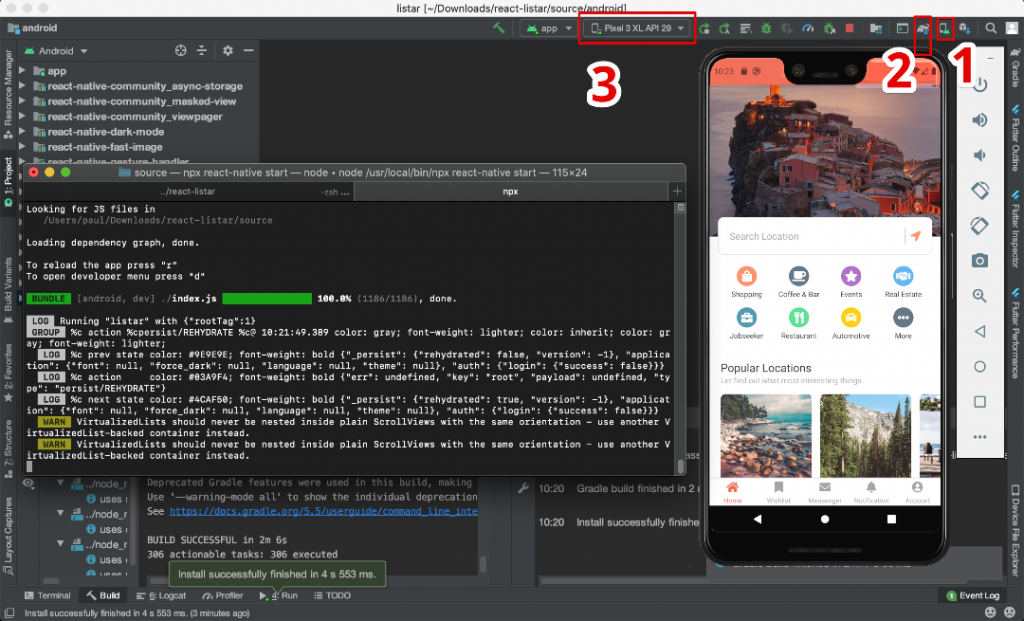 listar [~/Downloads/react-listar/source/android]
android
app
Pixel 3 XL API 29
3
2
1
Android
Resource Manager
1: Project
Build Variants
2: Favorites
7: Structure
Layout Captures
app
react-native-community_async-storage
react-native-community_masked-view
react-native-community_viewpager
react-native-dark-mode
react-native-fast-image
react-native-gesture-handler
source — npx react-native start — node • node /usr/local/bin/npx react-native start — 115×24
../react-listar
-zsh ...
npx
Looking for JS files in
/Users/paul/Downloads/react-listar/source
Loading dependency graph, done.
To reload the app press "r"
To open developer menu press "d"
BUNDLE [android, dev] ./index.js 100.0% (1186/1186), done.
LOG Running "listar" with {"rootTag":1}
GROUP %c action %cpersist/REHYDRATE %c@ 10:21:49.389 color: gray; font-weight: lighter; color: inherit; color: gr
ay; font-weight: lighter;
LOG %c prev state color: #9E9E9E; font-weight: bold {"_persist": {"rehydrated": false, "version": -1}, "applica
tion": {"font": null, "force_dark": null, "language": null, "theme": null}, "auth": {"login": {"success": false}}}
LOG %c action color: #03A9F4; font-weight: bold {"err": undefined, "key": "root", "payload": undefined, "ty
pe": "persist/REHYDRATE"}
LOG %c next state color: #4CAF50; font-weight: bold {"_persist": {"rehydrated": true, "version": -1}, "applicat
ion": {"font": null, "force_dark": null, "language": null, "theme": null}, "auth": {"login": {"success": false}}}
WARN VirtualizedLists should never be nested inside plain ScrollViews with the same orientation - use another V
irtualizedList-backed container instead.
WARN VirtualizedLists should never be nested inside plain ScrollViews with the same orientation - use another V
irtualizedList-backed container instead.
../node_
uses
../node_r
uses
../node_r
uses
Deprecated Gradle features were used in this build, making
Use '--warning-mode all' to show the individual deprecation
See https://docs.gradle.org/5.5/userguide/command_line_inte
BUILD SUCCESSFUL in 2m 6s
306 actionable tasks: 306 executed
10:20 Gradle build finished in 2
10:20 Install successfully finishe
Install successfully finished in 4 s 553 ms.
10:23
Search Location
Shopping
Coffee & Bar
Events
Real Estate
Jobseeker
Restaurant
Automotive
More
Popular Locations
Let find out what most interesting things
Home
Wishlist
Messenger
Notification
Account
Gradle
Flutter Outline
Flutter Inspector
Flutter Performance
Device File Explorer
Terminal
Build
6: Logcat
Profiler
4: Run
TODO
1 Event Log
Install successfully finished in 4 s 553 ms. (3 minutes ago)